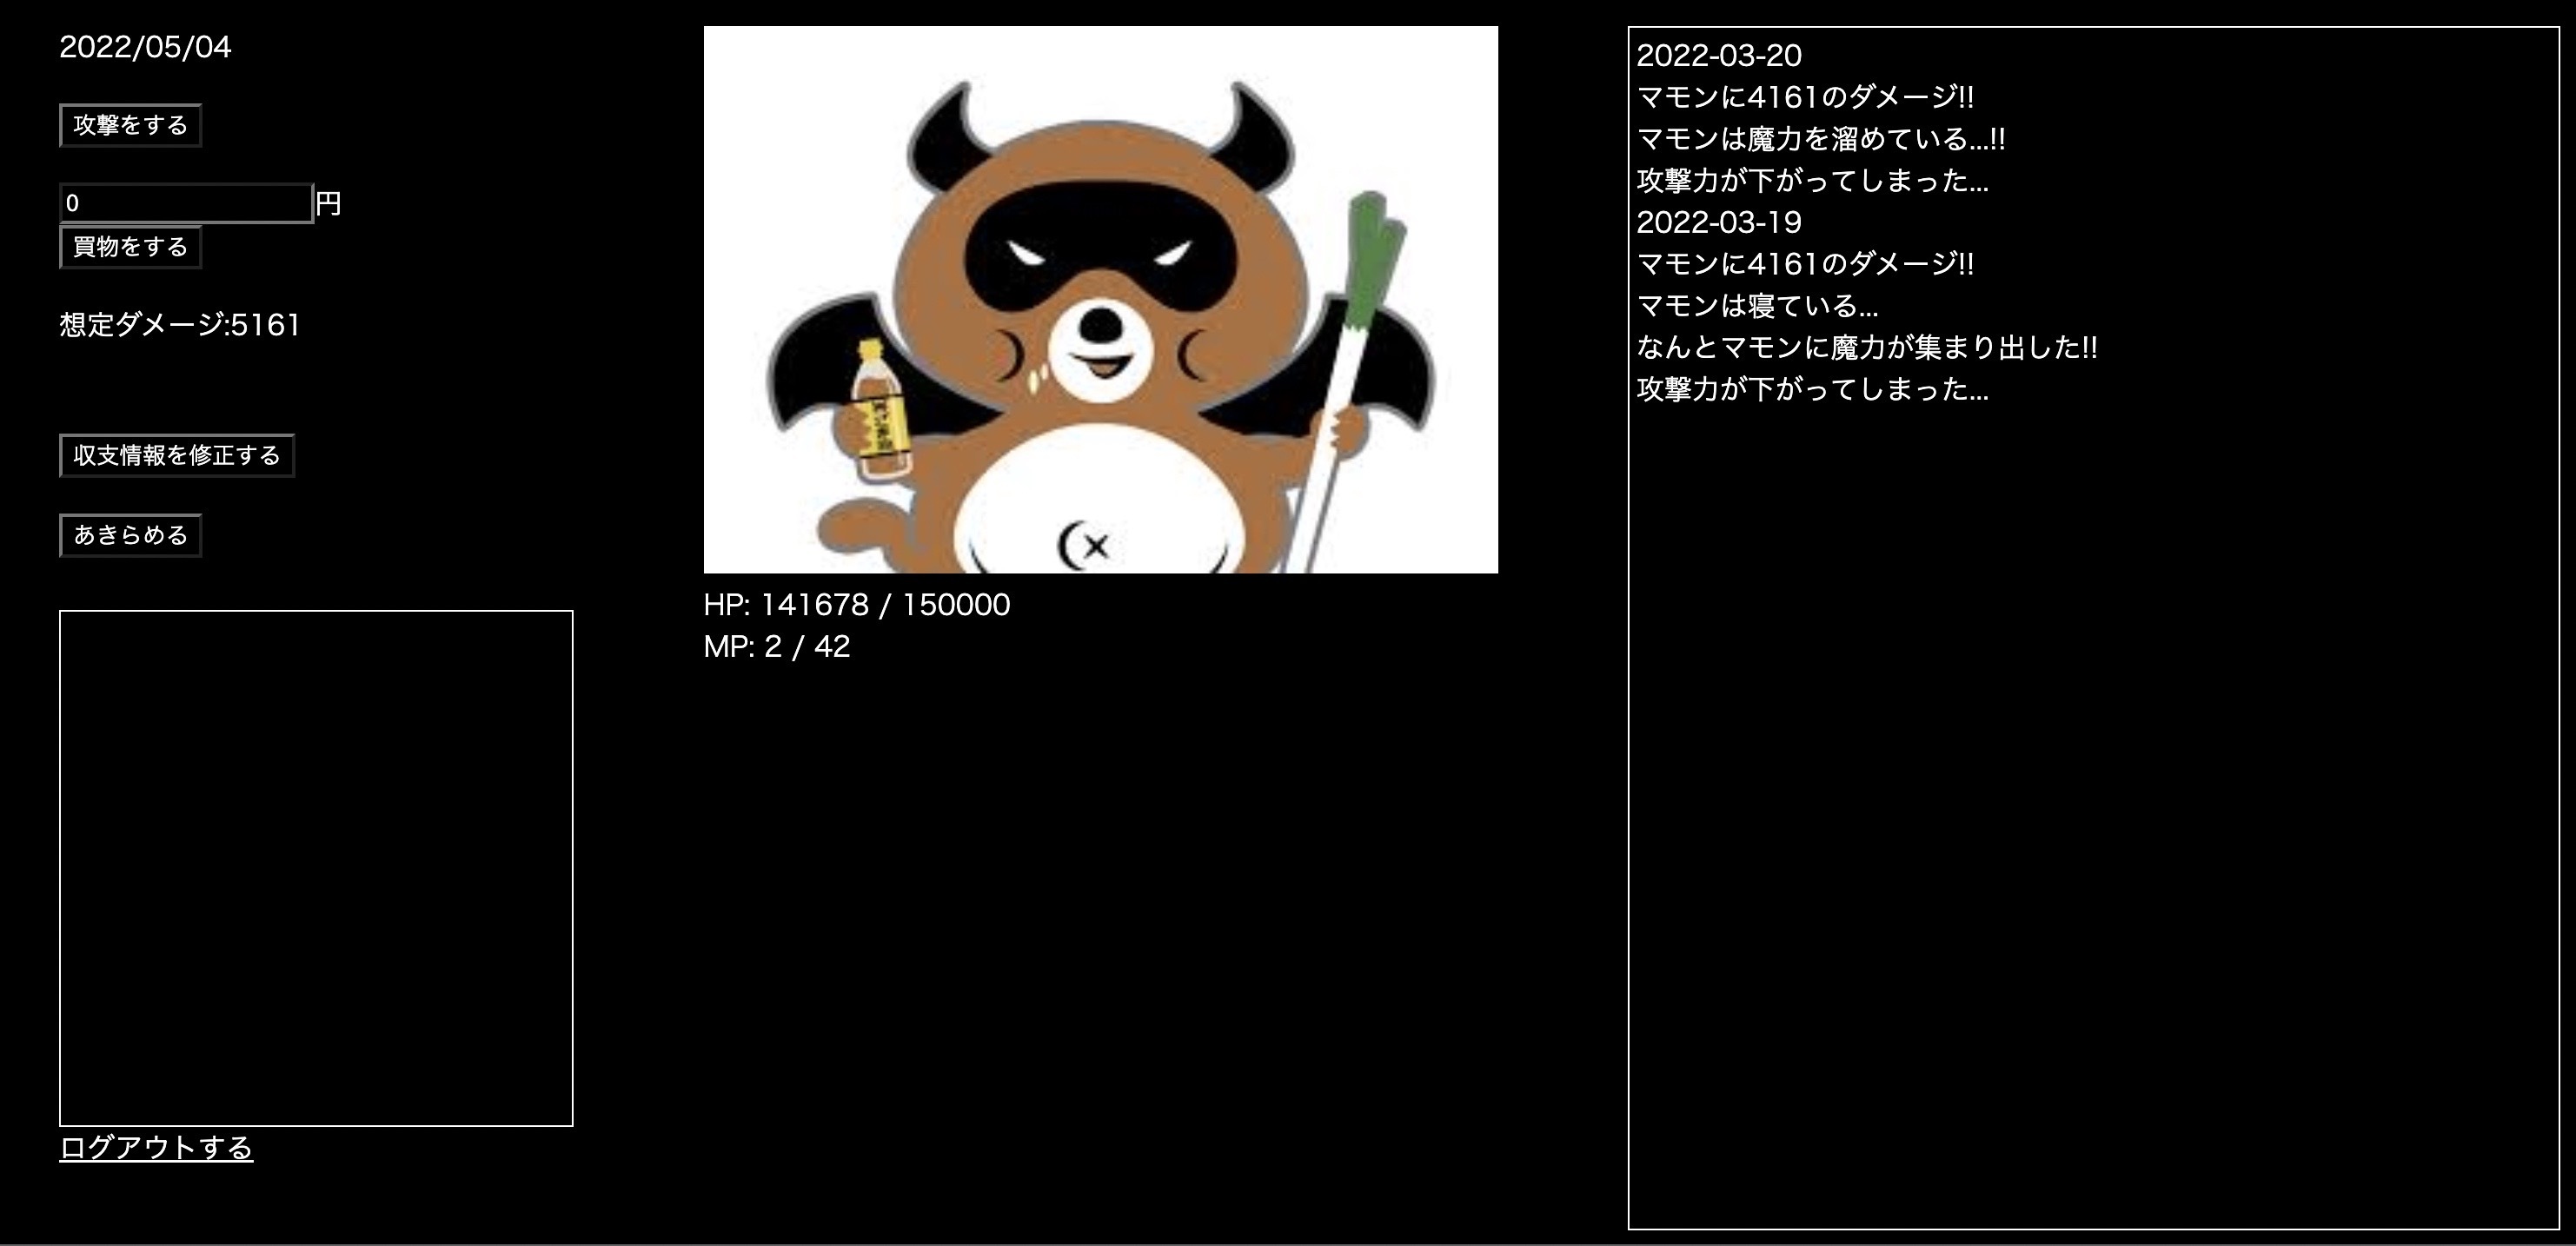 2022/05/04
攻撃をする
0円
買物をする
想定ダメージ:5161
収支情報を修正する
あきらめる
ログアウトする
HP: 141678 / 150000
MP: 2 / 42
2022-03-20
マモンに4161のダメージ!!
マモンは魔力を溜めている...!!
攻撃力が下がってしまった...
2022-03-19
マモンに4161のダメージ!!
マモンは寝ている...
なんとマモンに魔力が集まり出した!!
攻撃力が下がってしまった...